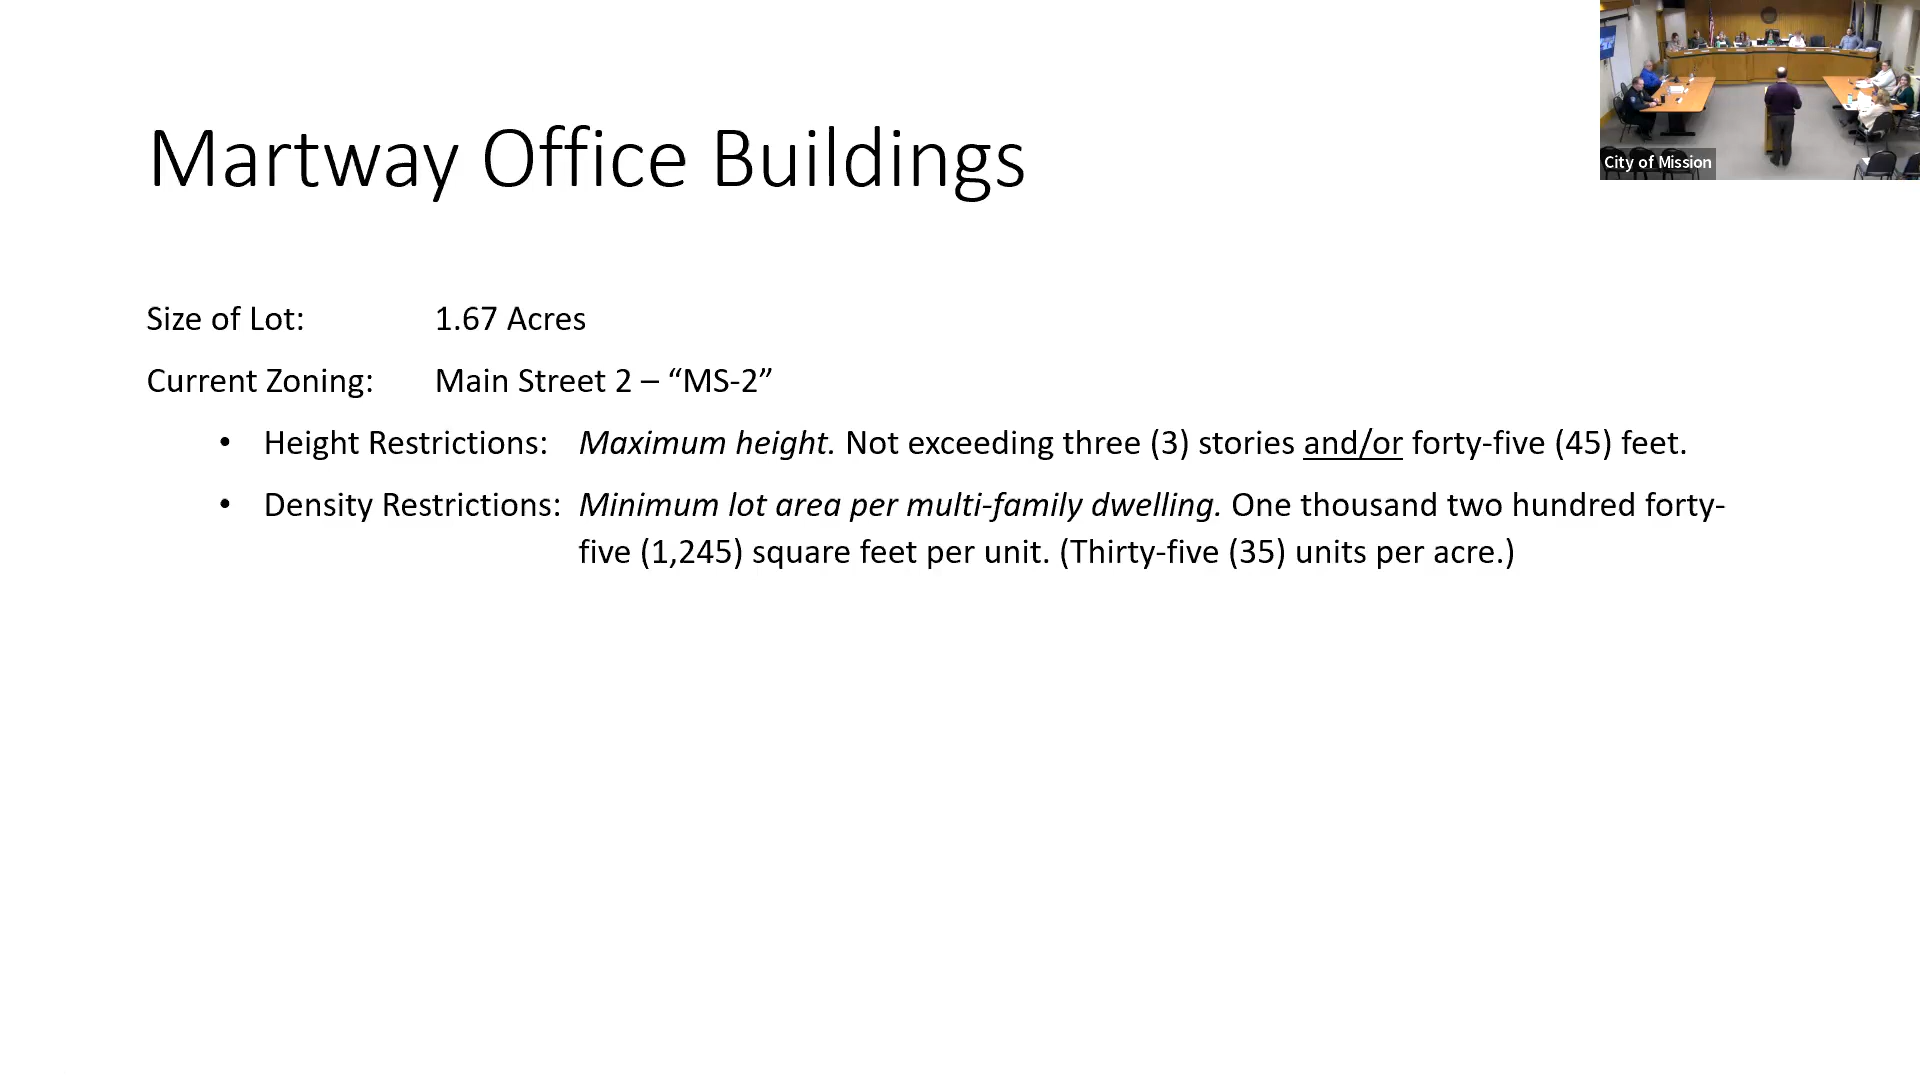 City of Mission
Martway Office Buildings
Size of Lot: 1.67 Acres
Current Zoning: Main Street 2 – “MS-2”
• Height Restrictions: Maximum height. Not exceeding three (3) stories and/or forty-five (45) feet.
• Density Restrictions: Minimum lot area per multi-family dwelling. One thousand two hundred forty-
five (1,245) square feet per unit. (Thirty-five (35) units per acre.)